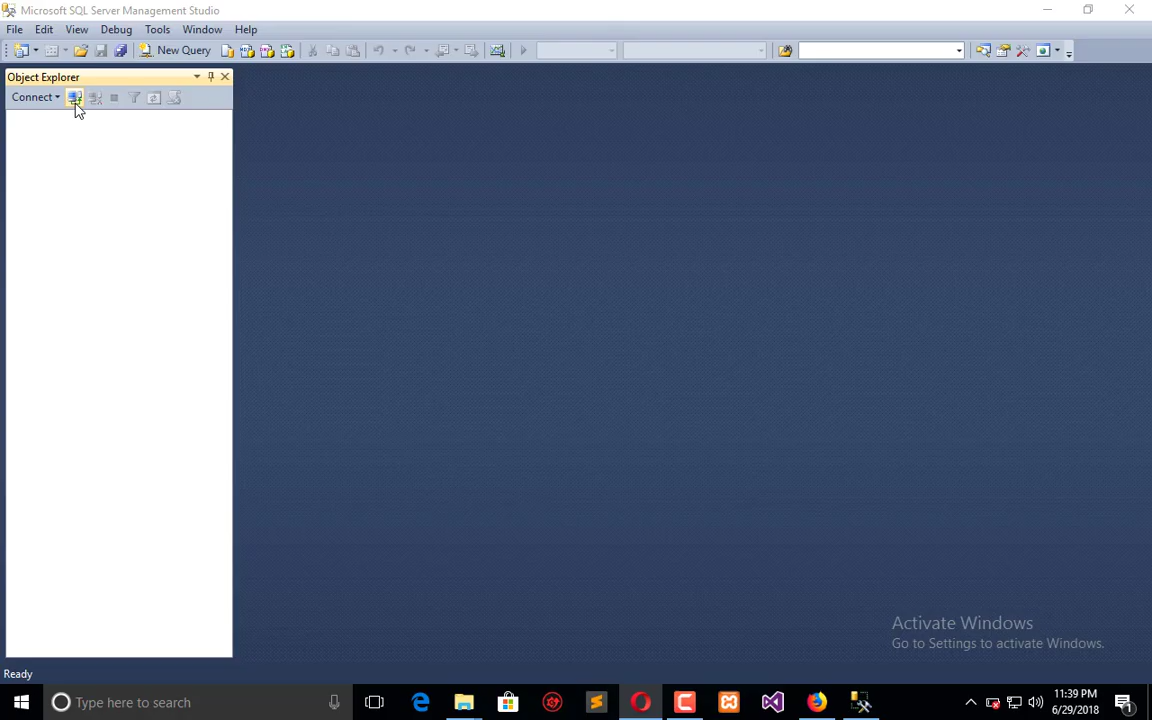 Microsoft SQL Server Management Studio
File Edit View Debug Tools Window Help
New Query
Object Explorer
Connect
Activate Windows
Go to Settings to activate Windows.
Ready
Type here to search
11:39 PM
6/29/2018
1